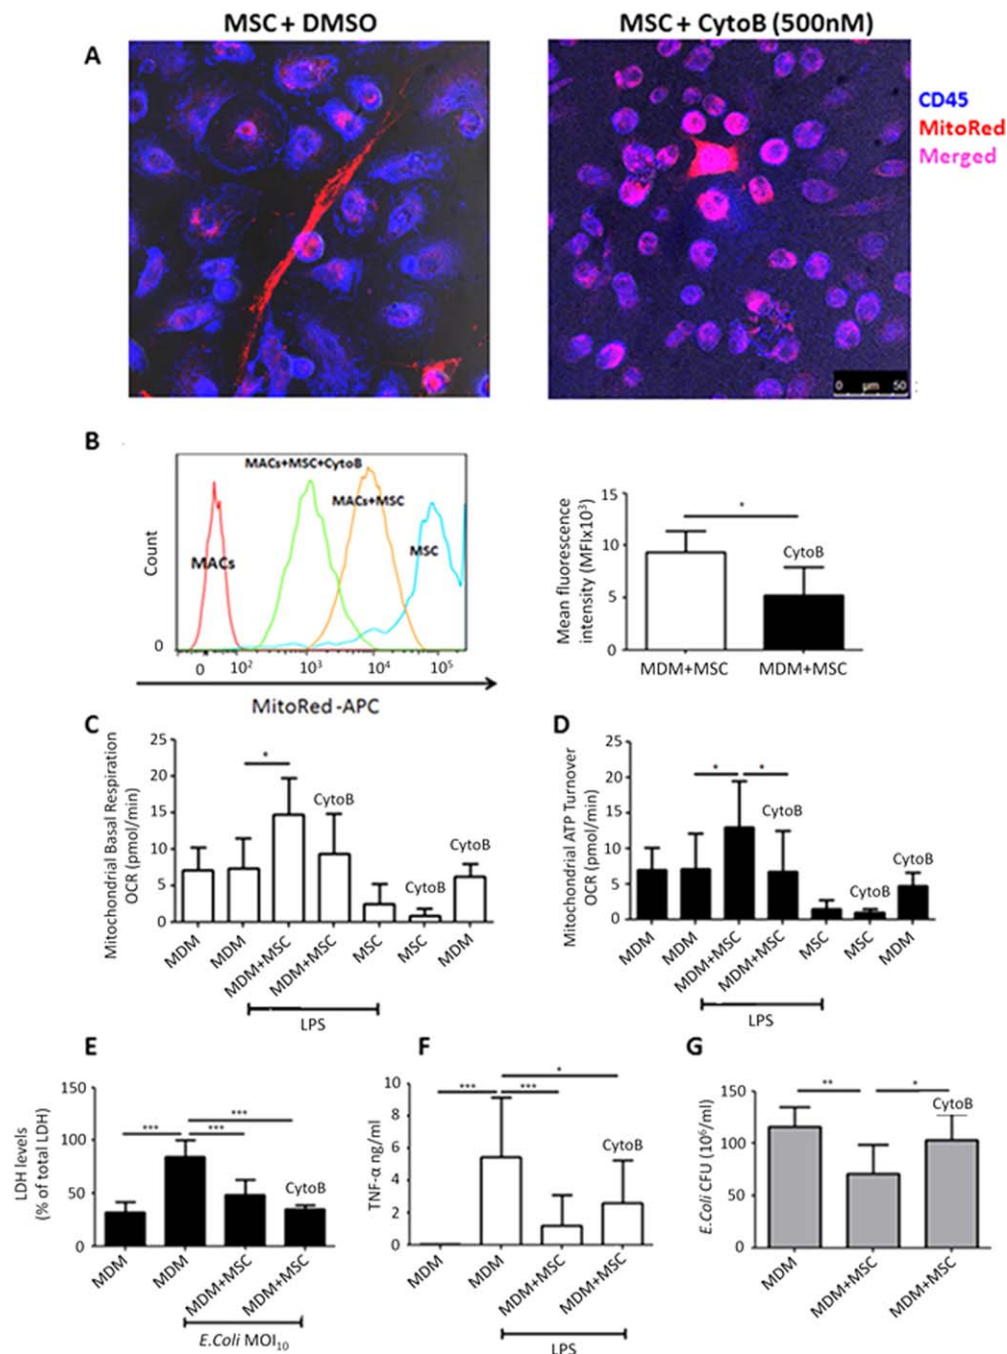 MSC + DMSO
MSC + CytoB (500nM)
A
CD45
MitoRed
Merged
0 µm 50
B
MACs+MSC+CytoB
MACs+MSC
MSC
MACs
Count
0
0 10² 10³ 10⁴ 10⁵
MitoRed -APC
Mean fluorescence
intensity (MFIx10³)
15
10
5
0
*
CytoB
MDM+MSC MDM+MSC
C
Mitochondrial Basal Respiration
OCR (pmol/min)
25
20
15
10
5
0
*
CytoB
CytoB
CytoB
MDM MDM MDM+MSC MDM+MSC MSC MSC MDM
LPS
D
Mitochondrial ATP Turnover
OCR (pmol/min)
25
20
15
10
5
0
* *
CytoB
CytoB
CytoB
MDM MDM MDM+MSC MDM+MSC MSC MSC MDM
LPS
E
LDH levels
(% of total LDH)
150
100
50
0
***
*** ***
CytoB
MDM MDM MDM+MSC MDM+MSC
E.Coli MOI₁₀
F
TNF-α ng/ml
10
8
6
4
2
0
*
*** ***
CytoB
MDM MDM MDM+MSC MDM+MSC
LPS
G
E.Coli CFU (10⁶/ml)
150
100
50
0
** *
CytoB
MDM MDM+MSC MDM+MSC